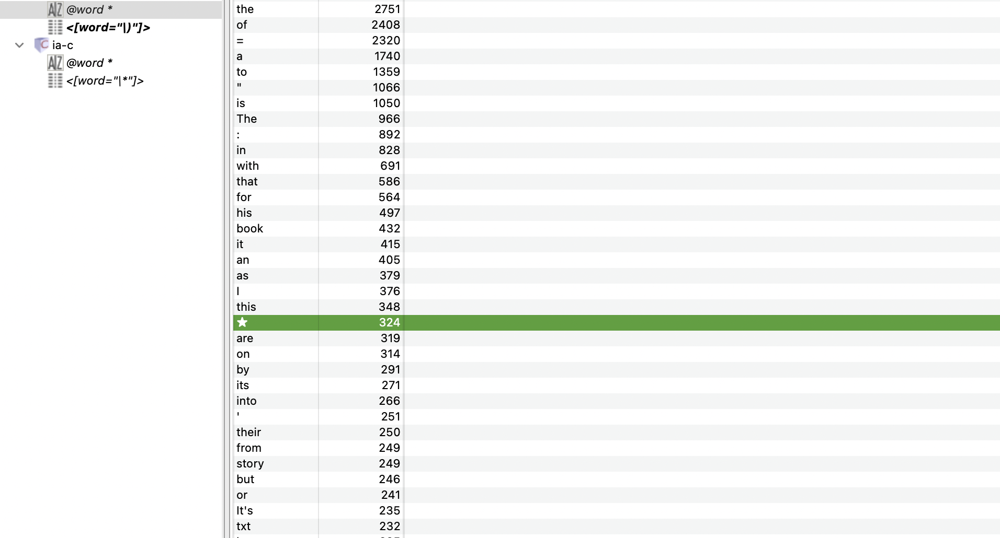 @word *
<[word="\)"]>
ia-c
@word *
<[word="\*"]>
the 2751
of 2408
= 2320
a 1740
to 1359
" 1066
is 1050
The 966
: 892
in 828
with 691
that 586
for 564
his 497
book 432
it 415
an 405
as 379
I 376
this 348
★ 324
are 319
on 314
by 291
its 271
into 266
' 251
their 250
from 249
story 249
but 246
or 241
It's 235
txt 232